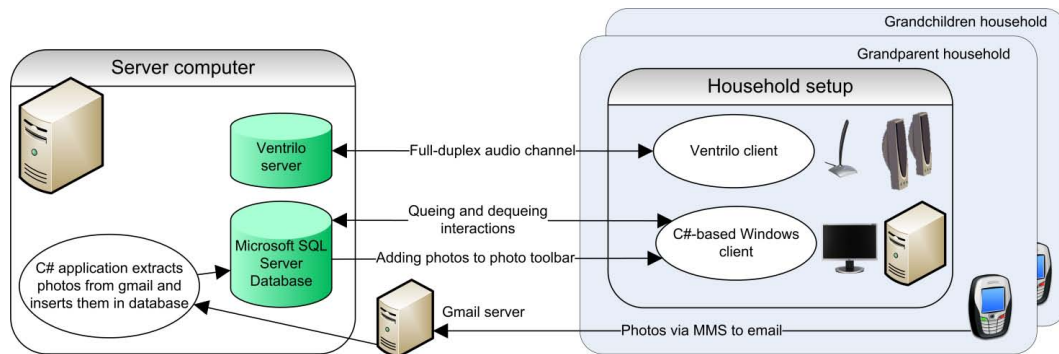 Grandchildren household
Grandparent household
Server computer
Household setup
Ventrilo
server
Full-duplex audio channel
Ventrilo client
Queing and dequeing
interactions
Microsoft SQL
Server
Database
C#-based Windows
client
Adding photos to photo toolbar
C# application extracts
photos from gmail and
inserts them in database
Gmail server
Photos via MMS to email